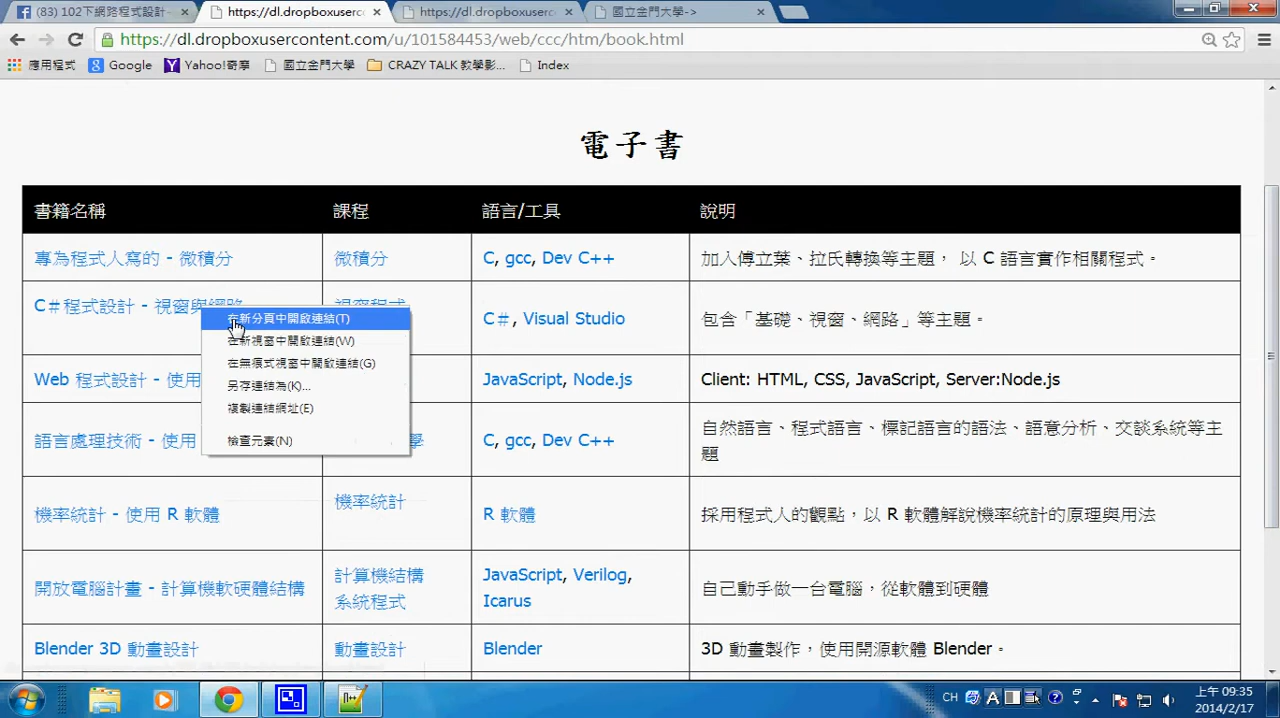 (83) 102下網路程式設計-
https://dl.dropboxuserc
https://dl.dropboxuserc
國立金門大學->
https://dl.dropboxusercontent.com/u/101584453/web/ccc/htm/book.html
應用程式 Google Yahoo!奇摩 國立金門大學 CRAZY TALK 教學影... Index
電子書
書籍名稱 課程 語言/工具 說明
專為程式人寫的 - 微積分 微積分 C, gcc, Dev C++ 加入傅立葉、拉氏轉換等主題, 以 C 語言實作相關程式。
C#程式設計 - 視窗與網路 視窗程式 C#, Visual Studio 包含「基礎、視窗、網路」等主題。
在新分頁中開啟連結(T)
在新視窗中開啟連結(W)
在無痕式視窗中開啟連結(G)
另存連結為(K)...
複製連結網址(E)
檢查元素(N)
Web 程式設計 - 使用 JavaScript, Node.js Client: HTML, CSS, JavaScript, Server:Node.js
語言處理技術 - 使用 學 C, gcc, Dev C++ 自然語言、程式語言、標記語言的語法、語意分析、交談系統等主
題
機率統計 - 使用 R 軟體 機率統計 R 軟體 採用程式人的觀點,以 R 軟體解說機率統計的原理與用法
開放電腦計畫 - 計算機軟硬體結構 計算機結構 JavaScript, Verilog, 自己動手做一台電腦,從軟體到硬體
系統程式 Icarus
Blender 3D 動畫設計 動畫設計 Blender 3D 動畫製作,使用開源軟體 Blender。
CH
上午 09:35
2014/2/17